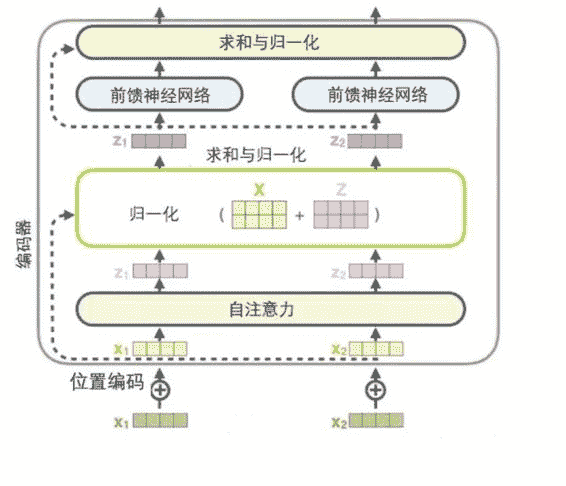 求和与归一化
前馈神经网络 前馈神经网络
z1 z2
求和与归一化
X Z
归一化 ( + )
z1 z2
自注意力
x1 x2
位置编码
x1 x2
编码器